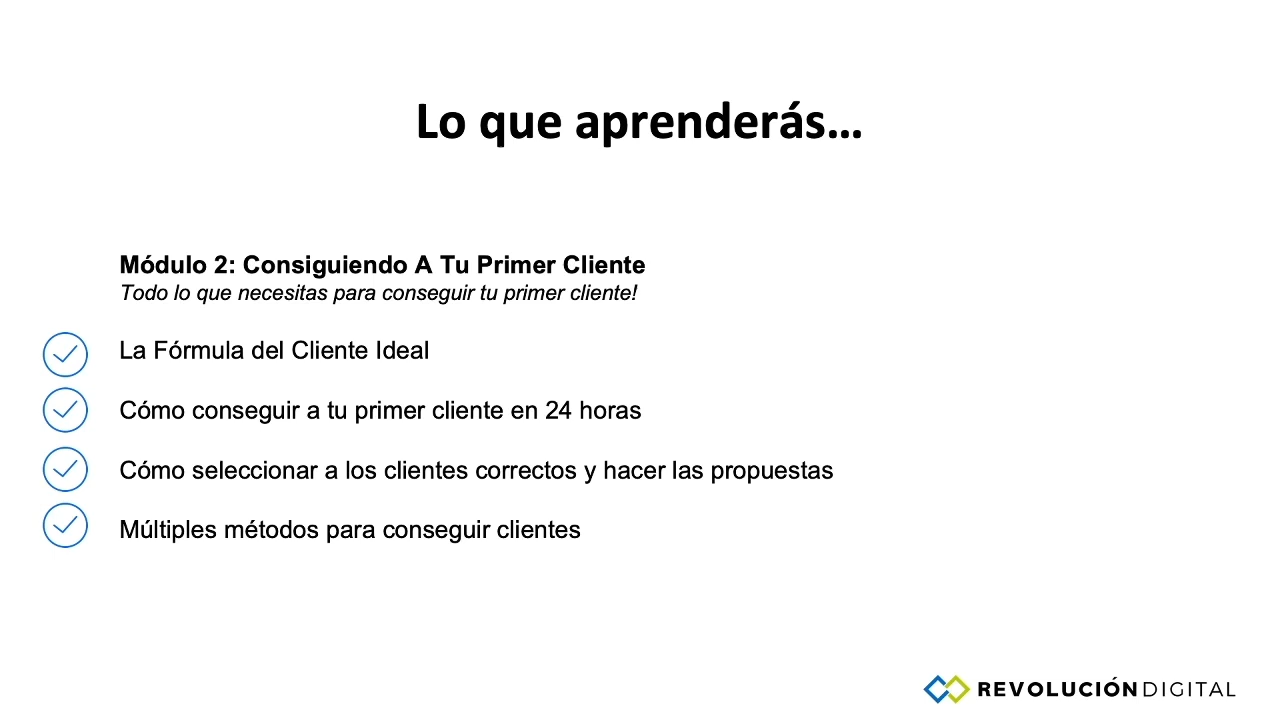 Lo que aprenderás...
Módulo 2: Consiguiendo A Tu Primer Cliente
Todo lo que necesitas para conseguir tu primer cliente!
La Fórmula del Cliente Ideal
Cómo conseguir a tu primer cliente en 24 horas
Cómo seleccionar a los clientes correctos y hacer las propuestas
Múltiples métodos para conseguir clientes
REVOLUCIÓN DIGITAL